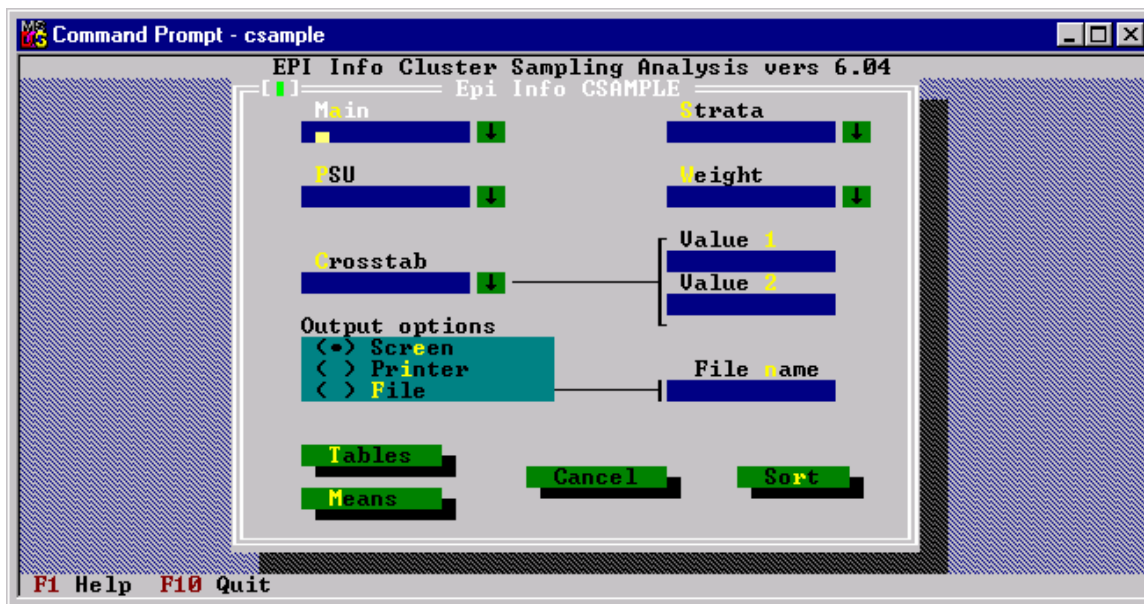 Command Prompt - csample
EPI Info Cluster Sampling Analysis vers 6.04
[ ] Epi Info CSAMPLE
Main Strata
PSU Weight
Value 1
Crosstab
Value 2
Output options
(•) Screen
( ) Printer File name
( ) File
Tables
Cancel Sort
Means
F1 Help F10 Quit